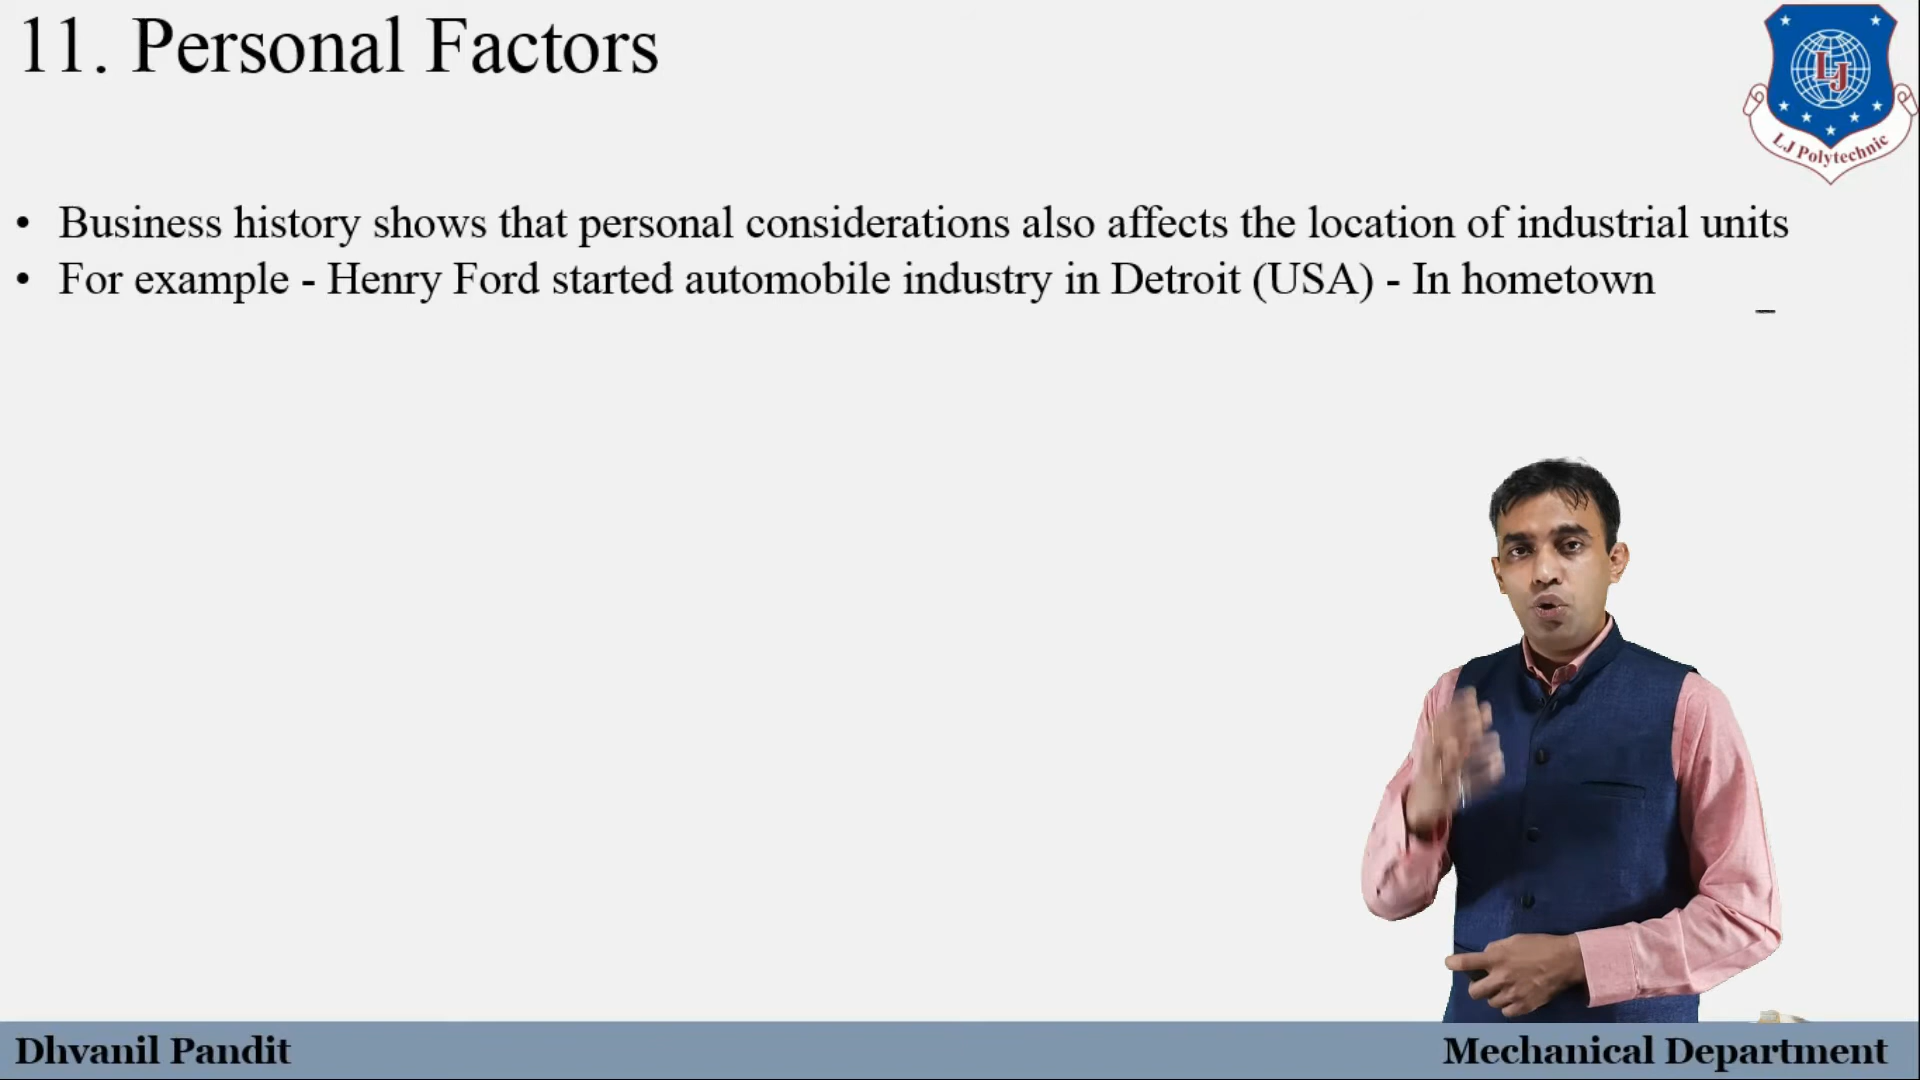 11. Personal Factors
LJ
LJ Polytechnic
• Business history shows that personal considerations also affects the location of industrial units
• For example - Henry Ford started automobile industry in Detroit (USA) - In hometown
Dhvanil Pandit
Mechanical Department